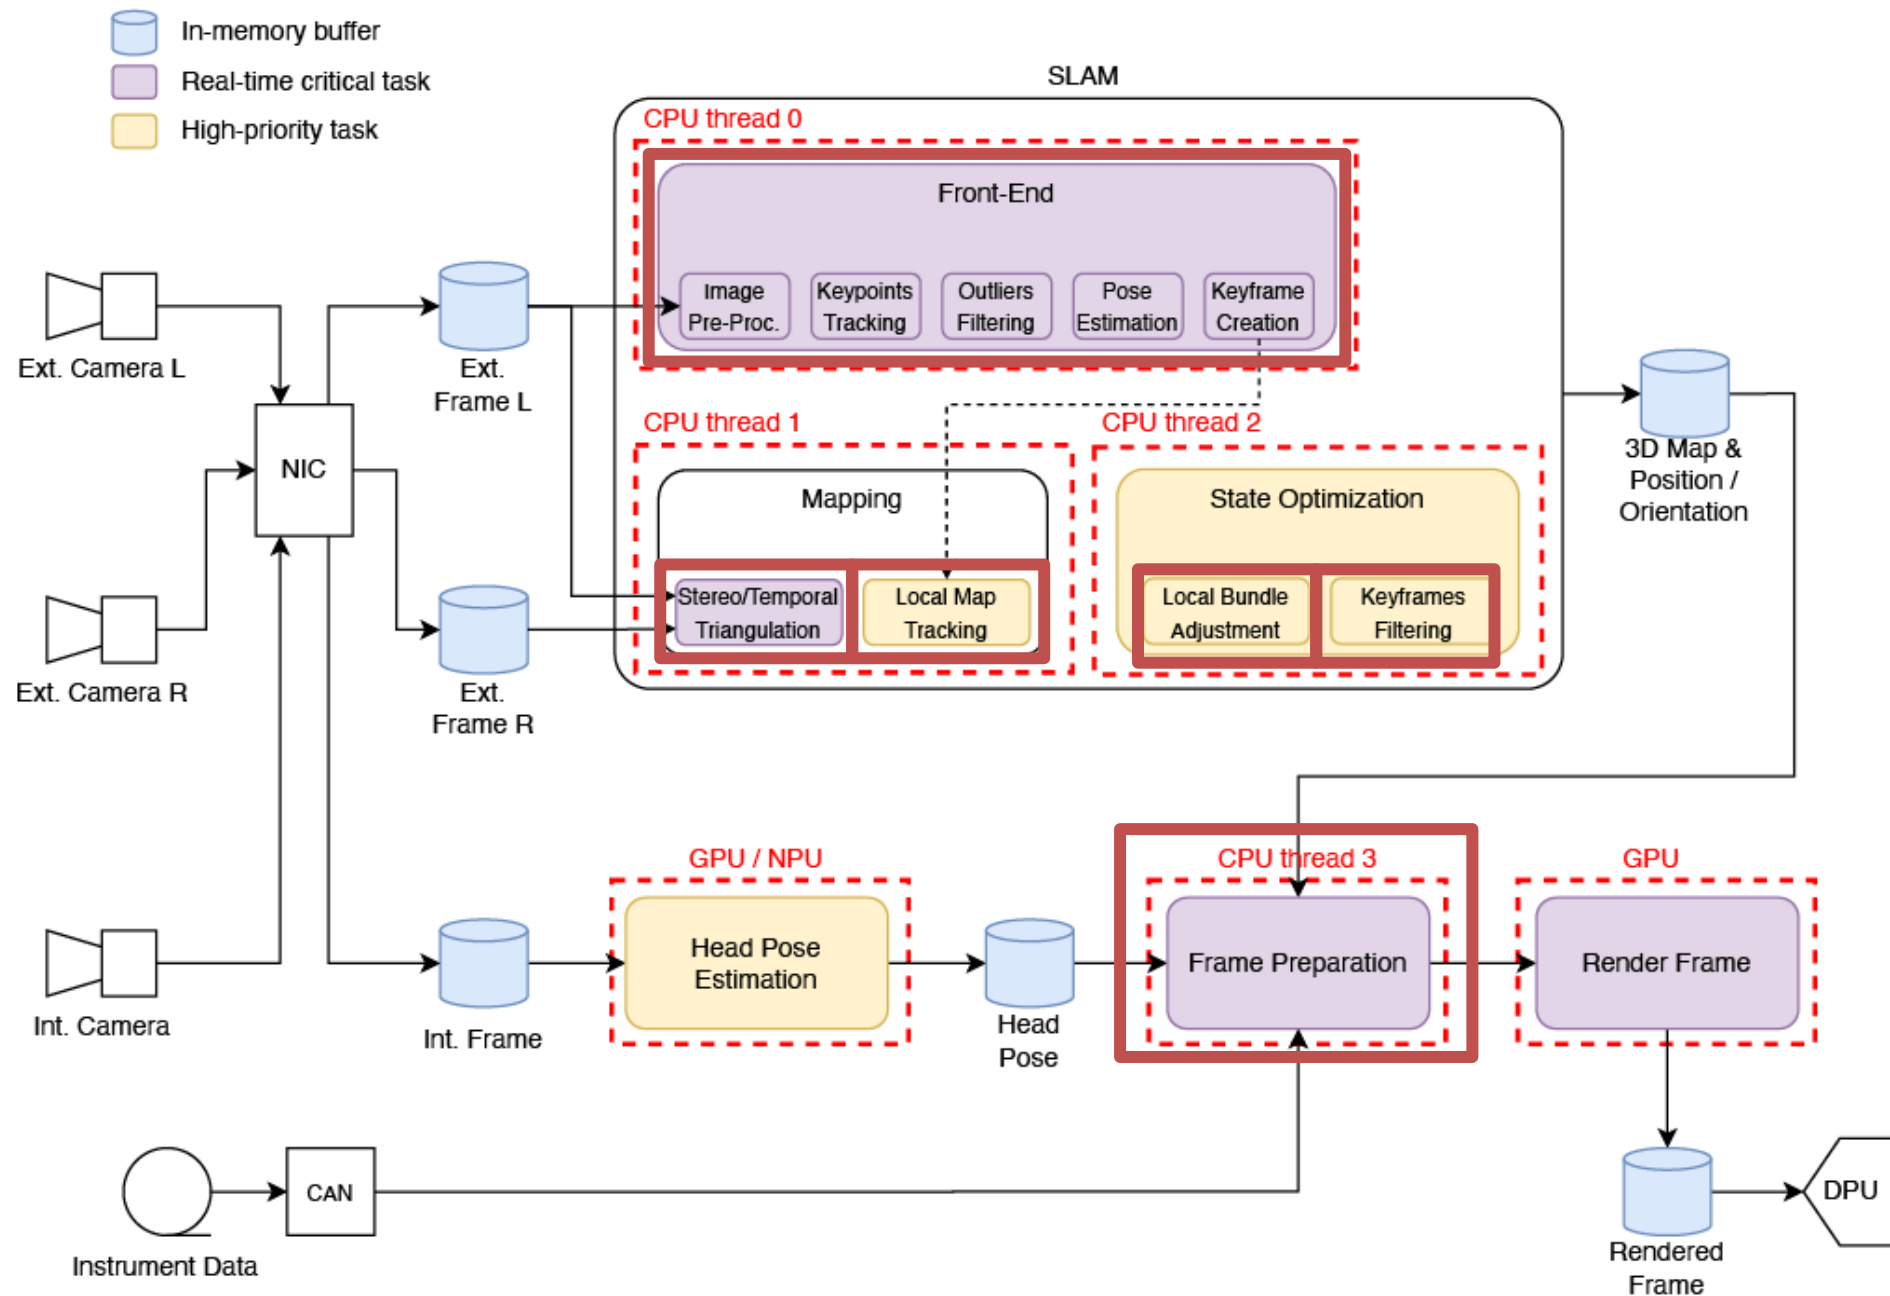 In-memory buffer
Real-time critical task
High-priority task
SLAM
CPU thread 0
Front-End
Image
Pre-Proc.
Keypoints
Tracking
Outliers
Filtering
Pose
Estimation
Keyframe
Creation
Ext. Camera L
Ext.
Frame L
NIC
CPU thread 1
Mapping
Stereo/Temporal
Triangulation
Local Map
Tracking
CPU thread 2
State Optimization
Local Bundle
Adjustment
Keyframes
Filtering
3D Map &
Position /
Orientation
Ext. Camera R
Ext.
Frame R
GPU / NPU
Head Pose
Estimation
CPU thread 3
Frame Preparation
GPU
Render Frame
Int. Camera
Int. Frame
Head
Pose
CAN
Instrument Data
DPU
Rendered
Frame